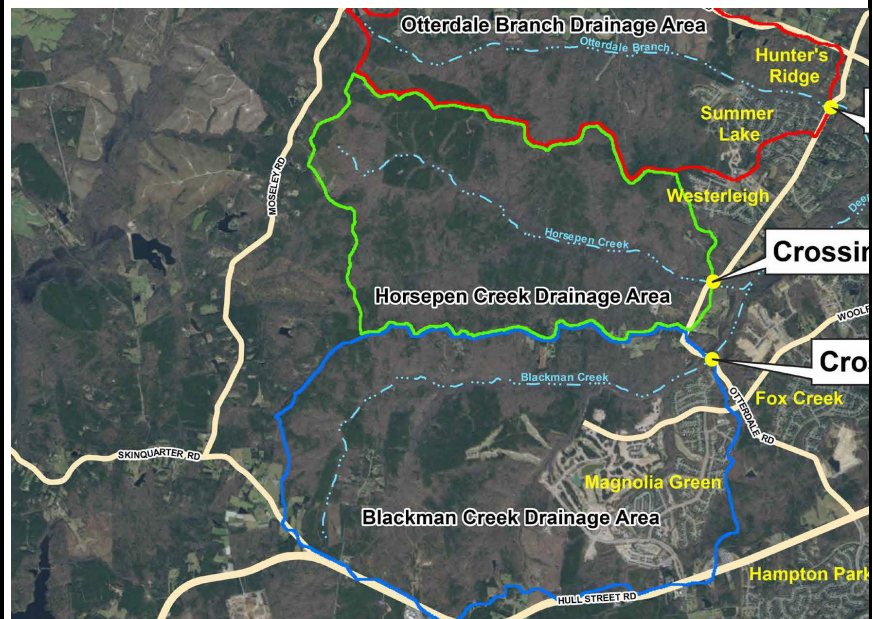 Otterdale Branch Drainage Area
Otterdale Branch
Hunter's
Ridge
Summer
Lake
MOSELEY RD
Westerleigh
Deep
Horsepen Creek
Crossin
Horsepen Creek Drainage Area
WOOLR
Cros
Blackman Creek
Fox Creek
OTTERDALE RD
SKINQUARTER RD
Magnolia Green
Blackman Creek Drainage Area
Hampton Park
HULL STREET RD